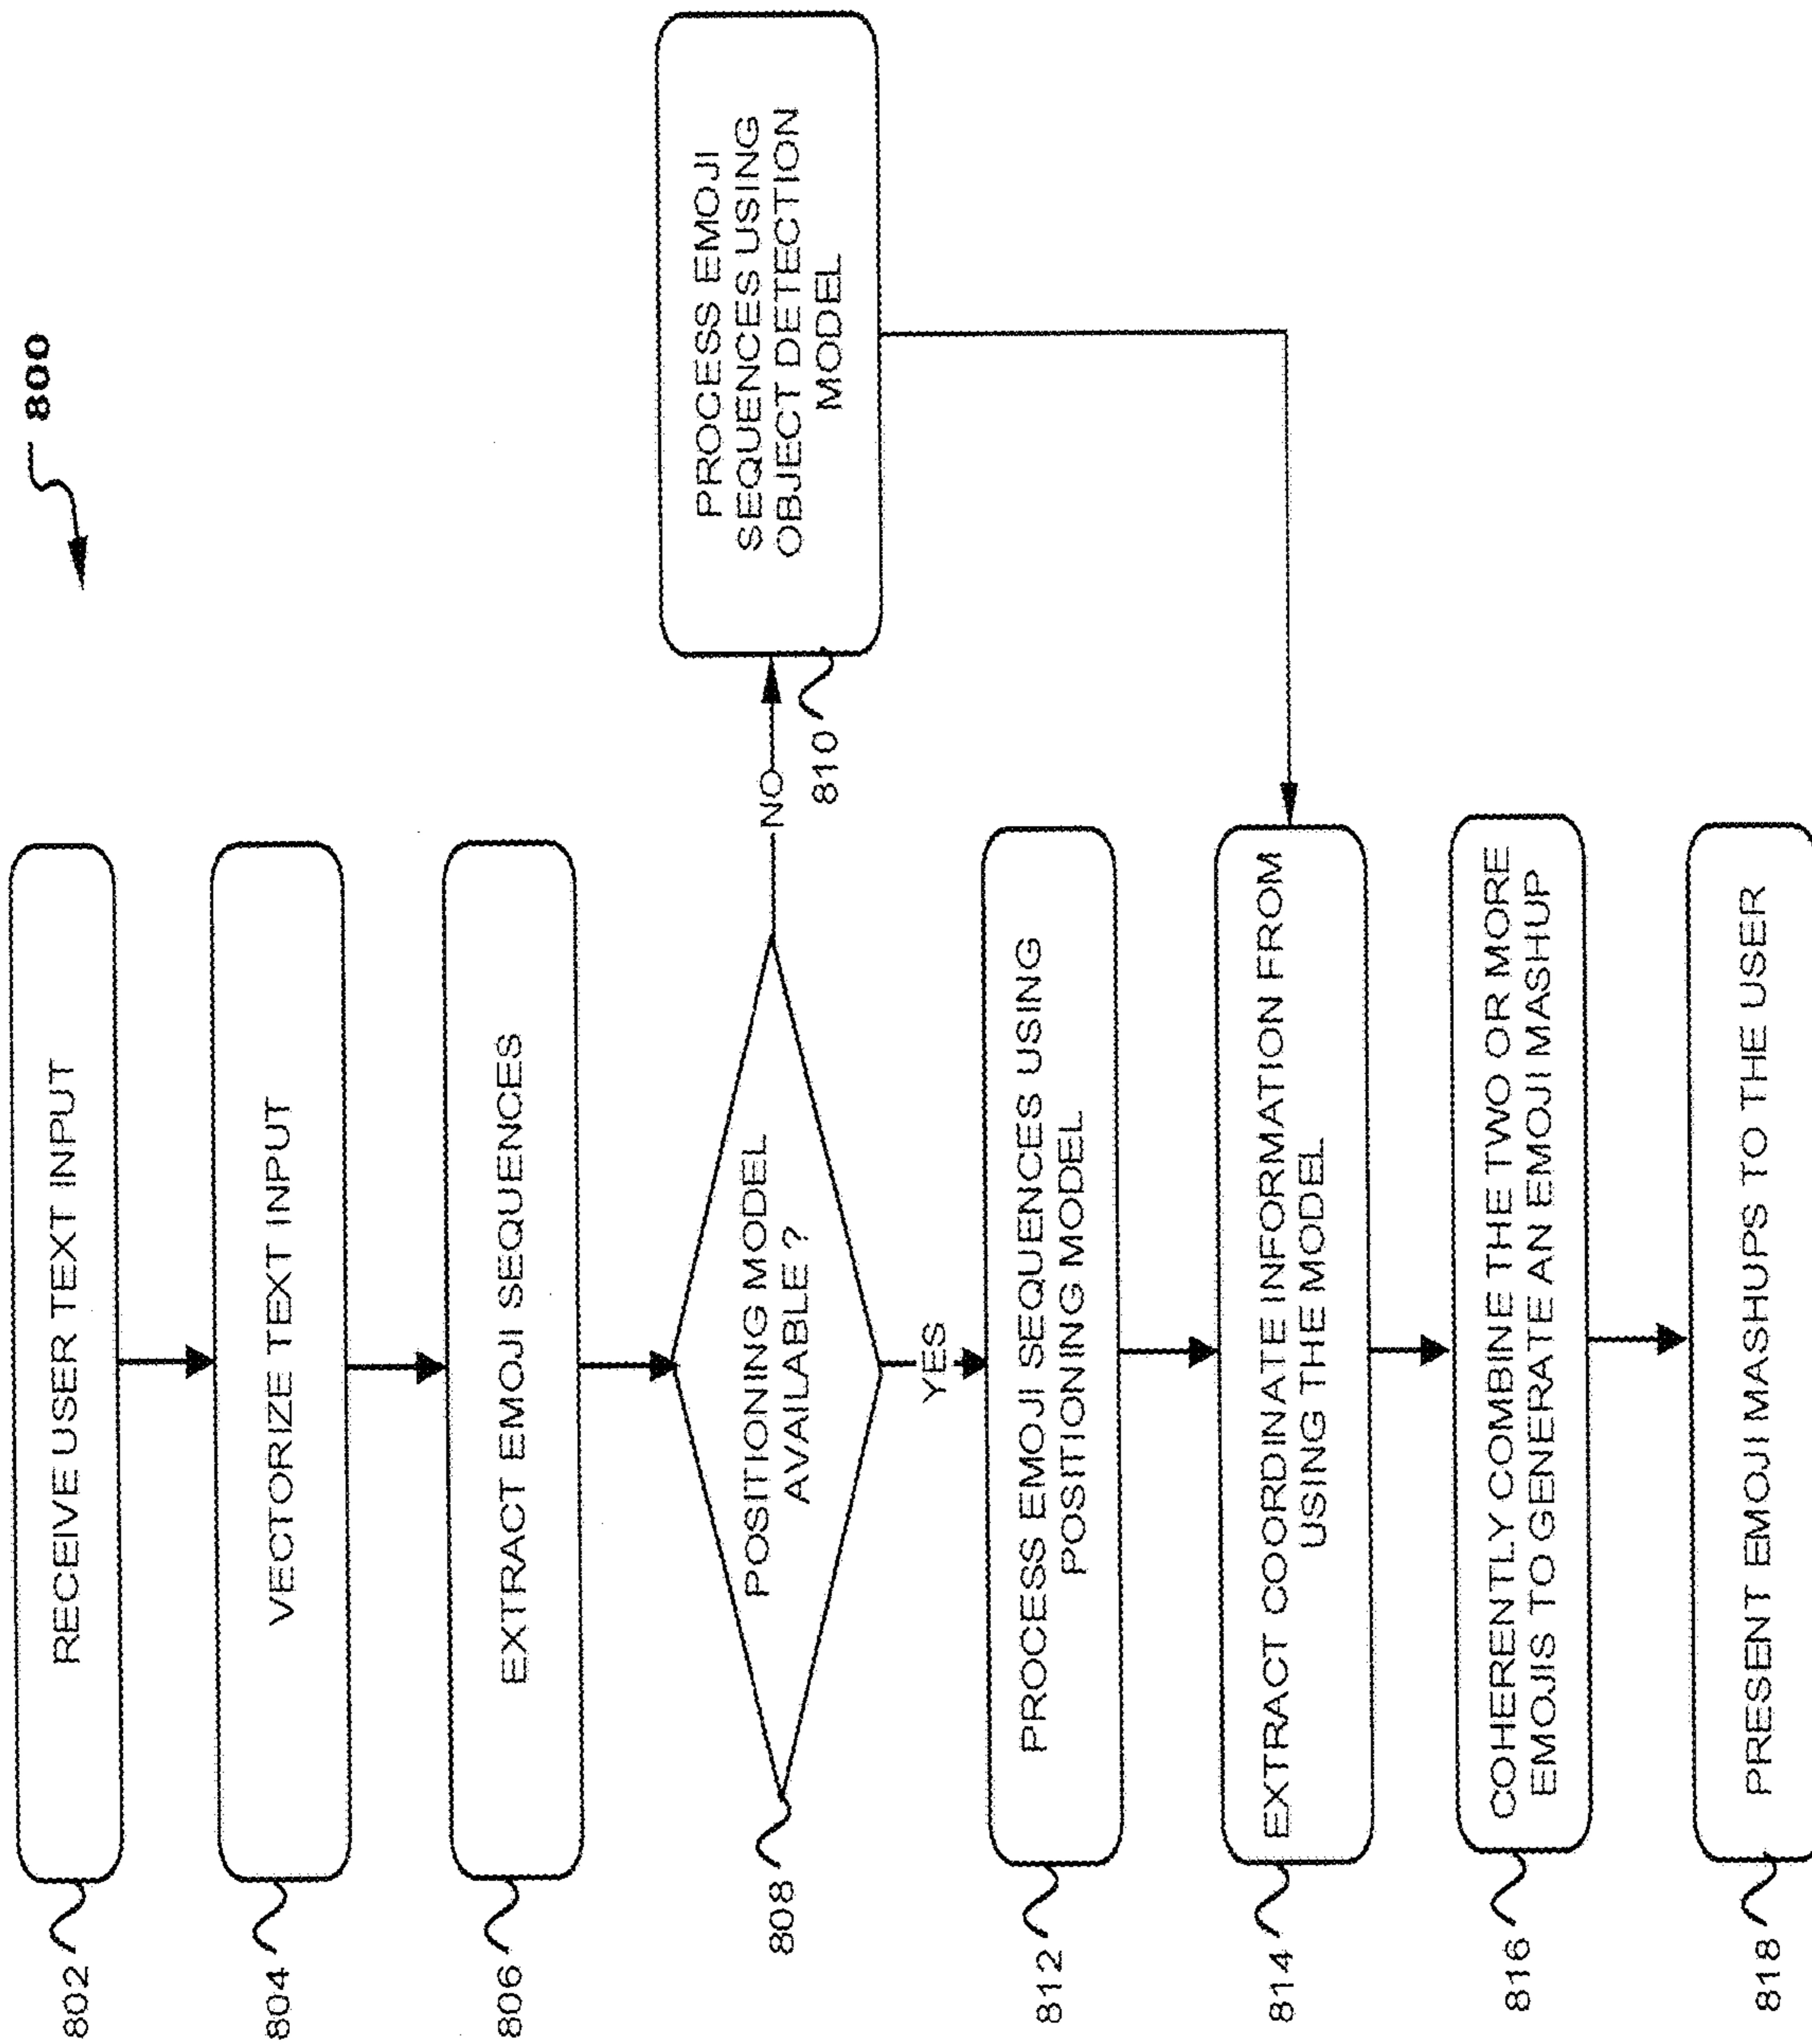 800
802
RECEIVE USER TEXT INPUT
804
VECTORIZE TEXT INPUT
806
EXTRACT EMOJI SEQUENCES
808
POSITIONING MODEL
AVAILABLE ?
NO
810
PROCESS EMOJI
SEQUENCES USING
OBJECT DETECTION
MODEL
YES
812
PROCESS EMOJI SEQUENCES USING
POSITIONING MODEL
814
EXTRACT COORDINATE INFORMATION FROM
USING THE MODEL
816
COHERENTLY COMBINE THE TWO OR MORE
EMOJIS TO GENERATE AN EMOJI MASHUP
818
PRESENT EMOJI MASHUPS TO THE USER